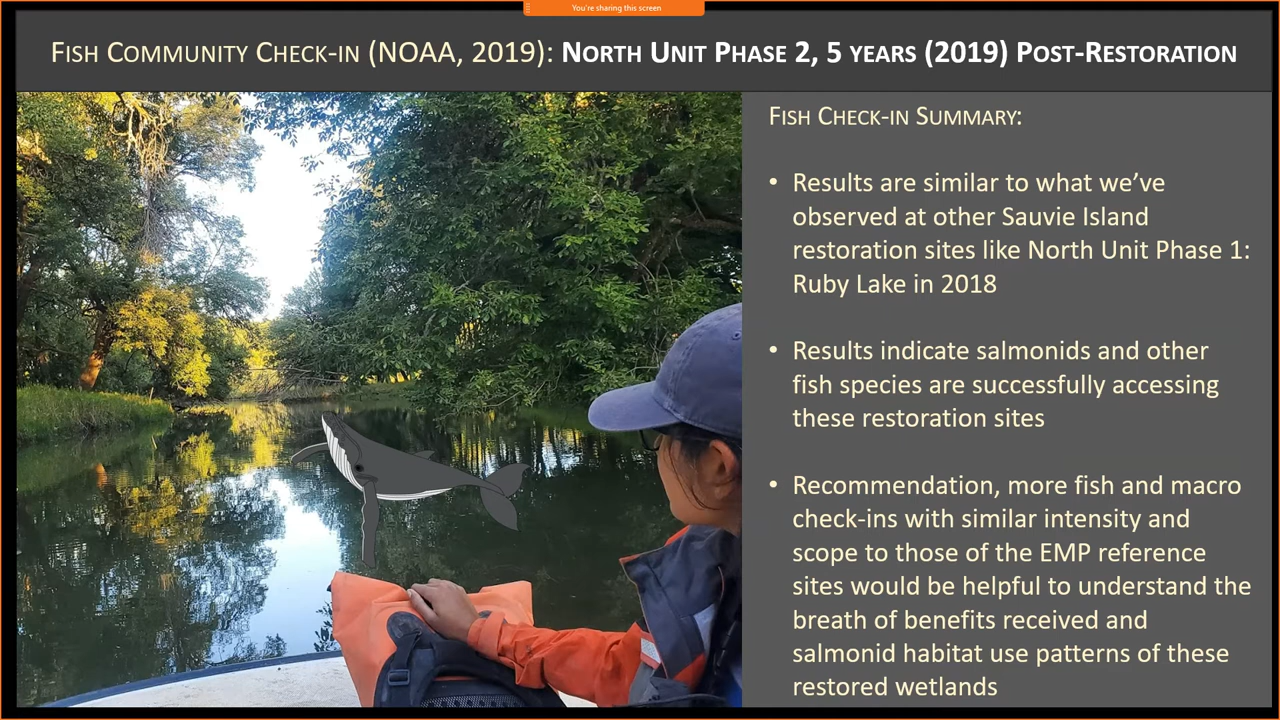 You're sharing this screen
Fish Community Check-in (NOAA, 2019): North Unit Phase 2, 5 years (2019) Post-Restoration
Fish Check-in Summary:
• Results are similar to what we've
observed at other Sauvie Island
restoration sites like North Unit Phase 1:
Ruby Lake in 2018
• Results indicate salmonids and other
fish species are successfully accessing
these restoration sites
• Recommendation, more fish and macro
check-ins with similar intensity and
scope to those of the EMP reference
sites would be helpful to understand the
breath of benefits received and
salmonid habitat use patterns of these
restored wetlands